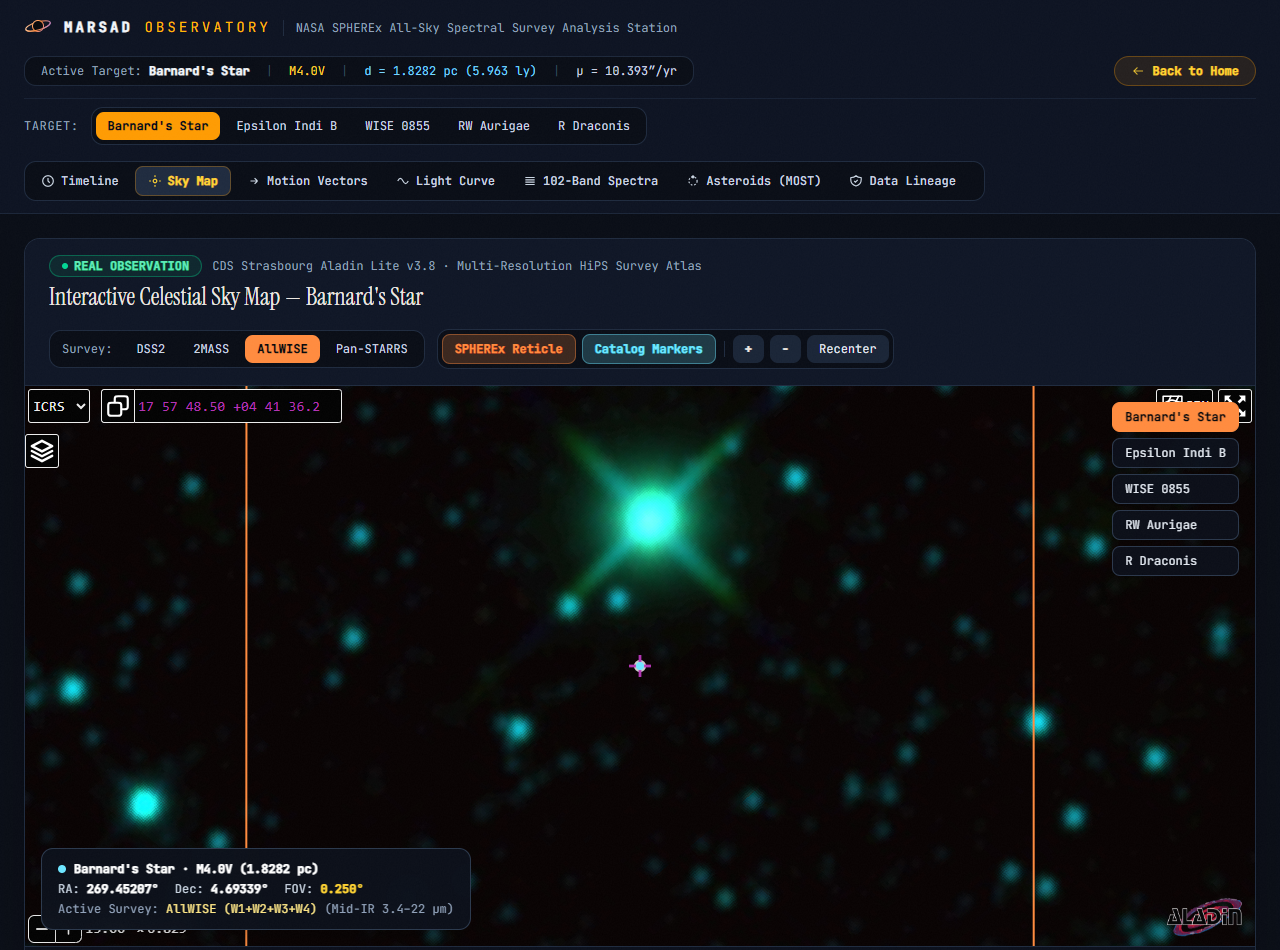 MARSAD OBSERVATORY NASA SPHEREx All-Sky Spectral Survey Analysis Station
Active Target: Barnard's Star | M4.0V | d = 1.8282 pc (5.963 ly) | μ = 10.393″/yr
← Back to Home
TARGET: Barnard's Star Epsilon Indi B WISE 0855 RW Aurigae R Draconis
Timeline Sky Map Motion Vectors Light Curve 102-Band Spectra Asteroids (MOST) Data Lineage
REAL OBSERVATION CDS Strasbourg Aladin Lite v3.8 · Multi-Resolution HiPS Survey Atlas
Interactive Celestial Sky Map — Barnard's Star
Survey: DSS2 2MASS AllWISE Pan-STARRS SPHEREx Reticle Catalog Markers + - Recenter
ICRS 17 57 48.50 +04 41 36.2
Barnard's Star
Epsilon Indi B
WISE 0855
RW Aurigae
R Draconis
Barnard's Star · M4.0V (1.8282 pc)
RA: 269.45207° Dec: 4.69339° FOV: 0.250°
Active Survey: AllWISE (W1+W2+W3+W4) (Mid-IR 3.4–22 μm)
ALADIN